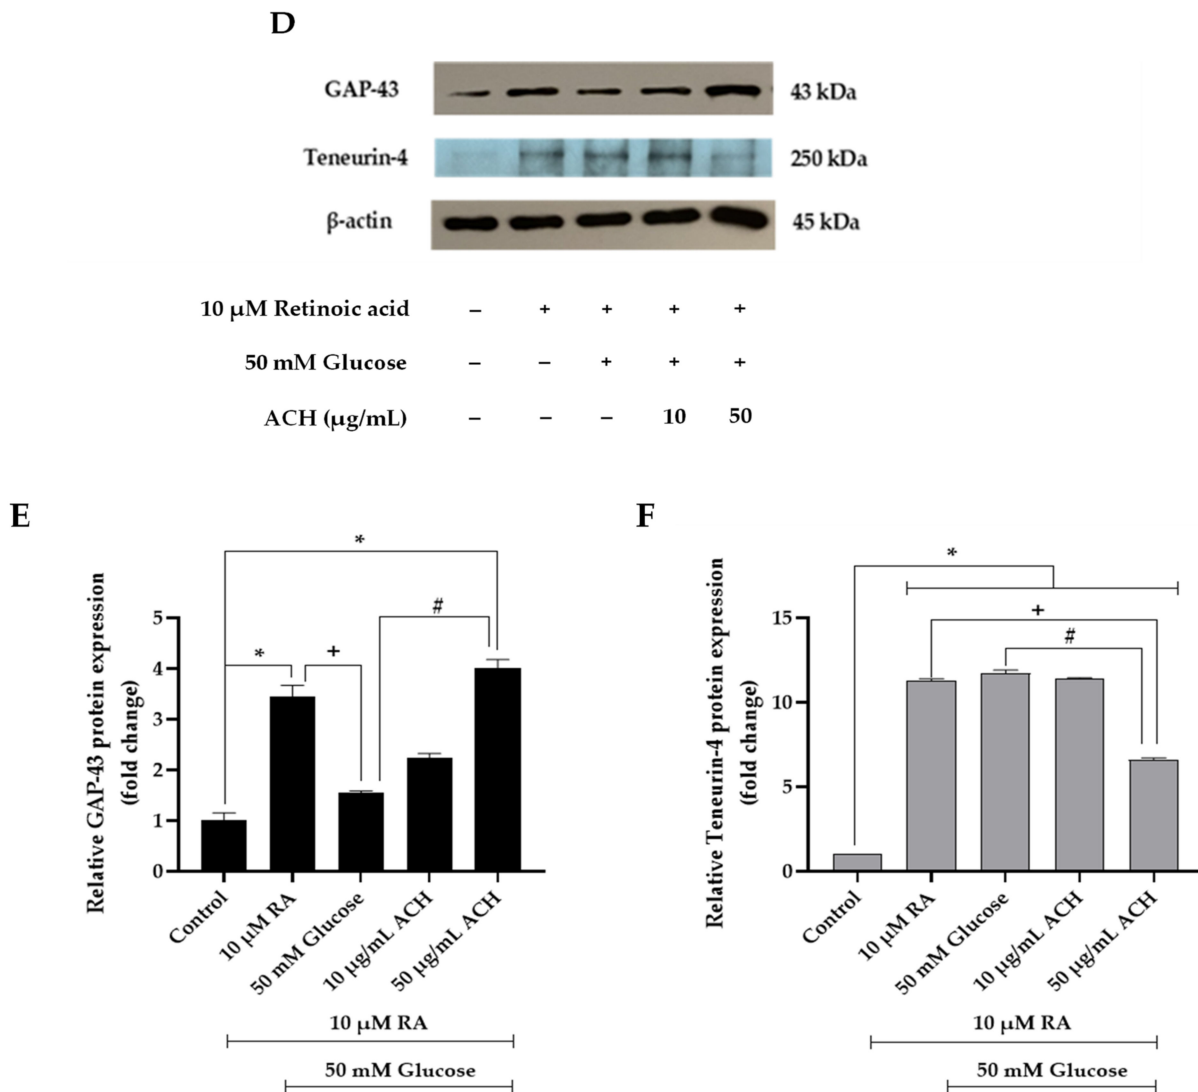 D
GAP-43 43 kDa
Teneurin-4 250 kDa
β-actin 45 kDa
10 μM Retinoic acid – + + + +
50 mM Glucose – – + + +
ACH (μg/mL) – – – 10 50
E
Relative GAP-43 protein expression
(fold change)
*
#
* +
5
4
3
2
1
0
Control
10 μM RA
50 mM Glucose
10 μg/mL ACH
50 μg/mL ACH
10 μM RA
50 mM Glucose
F
Relative Teneurin-4 protein expression
(fold change)
*
+
#
15
10
5
0
Control
10 μM RA
50 mM Glucose
10 μg/mL ACH
50 μg/mL ACH
10 μM RA
50 mM Glucose